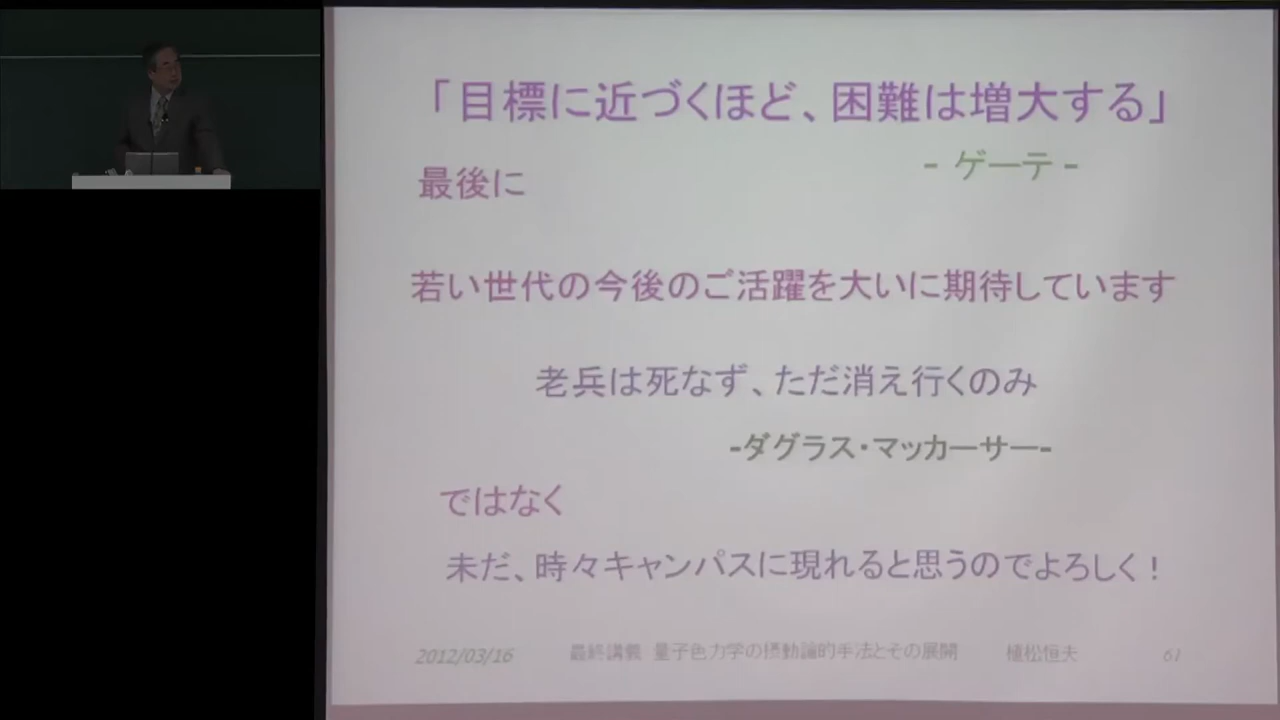 「目標に近づくほど、困難は増大する」
- ゲーテ -
最後に
若い世代の今後のご活躍を大いに期待しています
老兵は死なず、ただ消え行くのみ
-ダグラス・マッカーサー-
ではなく
未だ、時々キャンパスに現れると思うのでよろしく！
2012/03/16 最終講義 量子色力学の摂動論的手法とその展開 植松恒夫 61